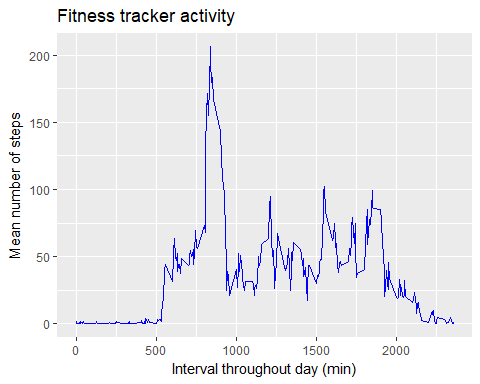 Fitness tracker activity
Mean number of steps
200
150
100
50
0
0 500 1000 1500 2000
Interval throughout day (min)